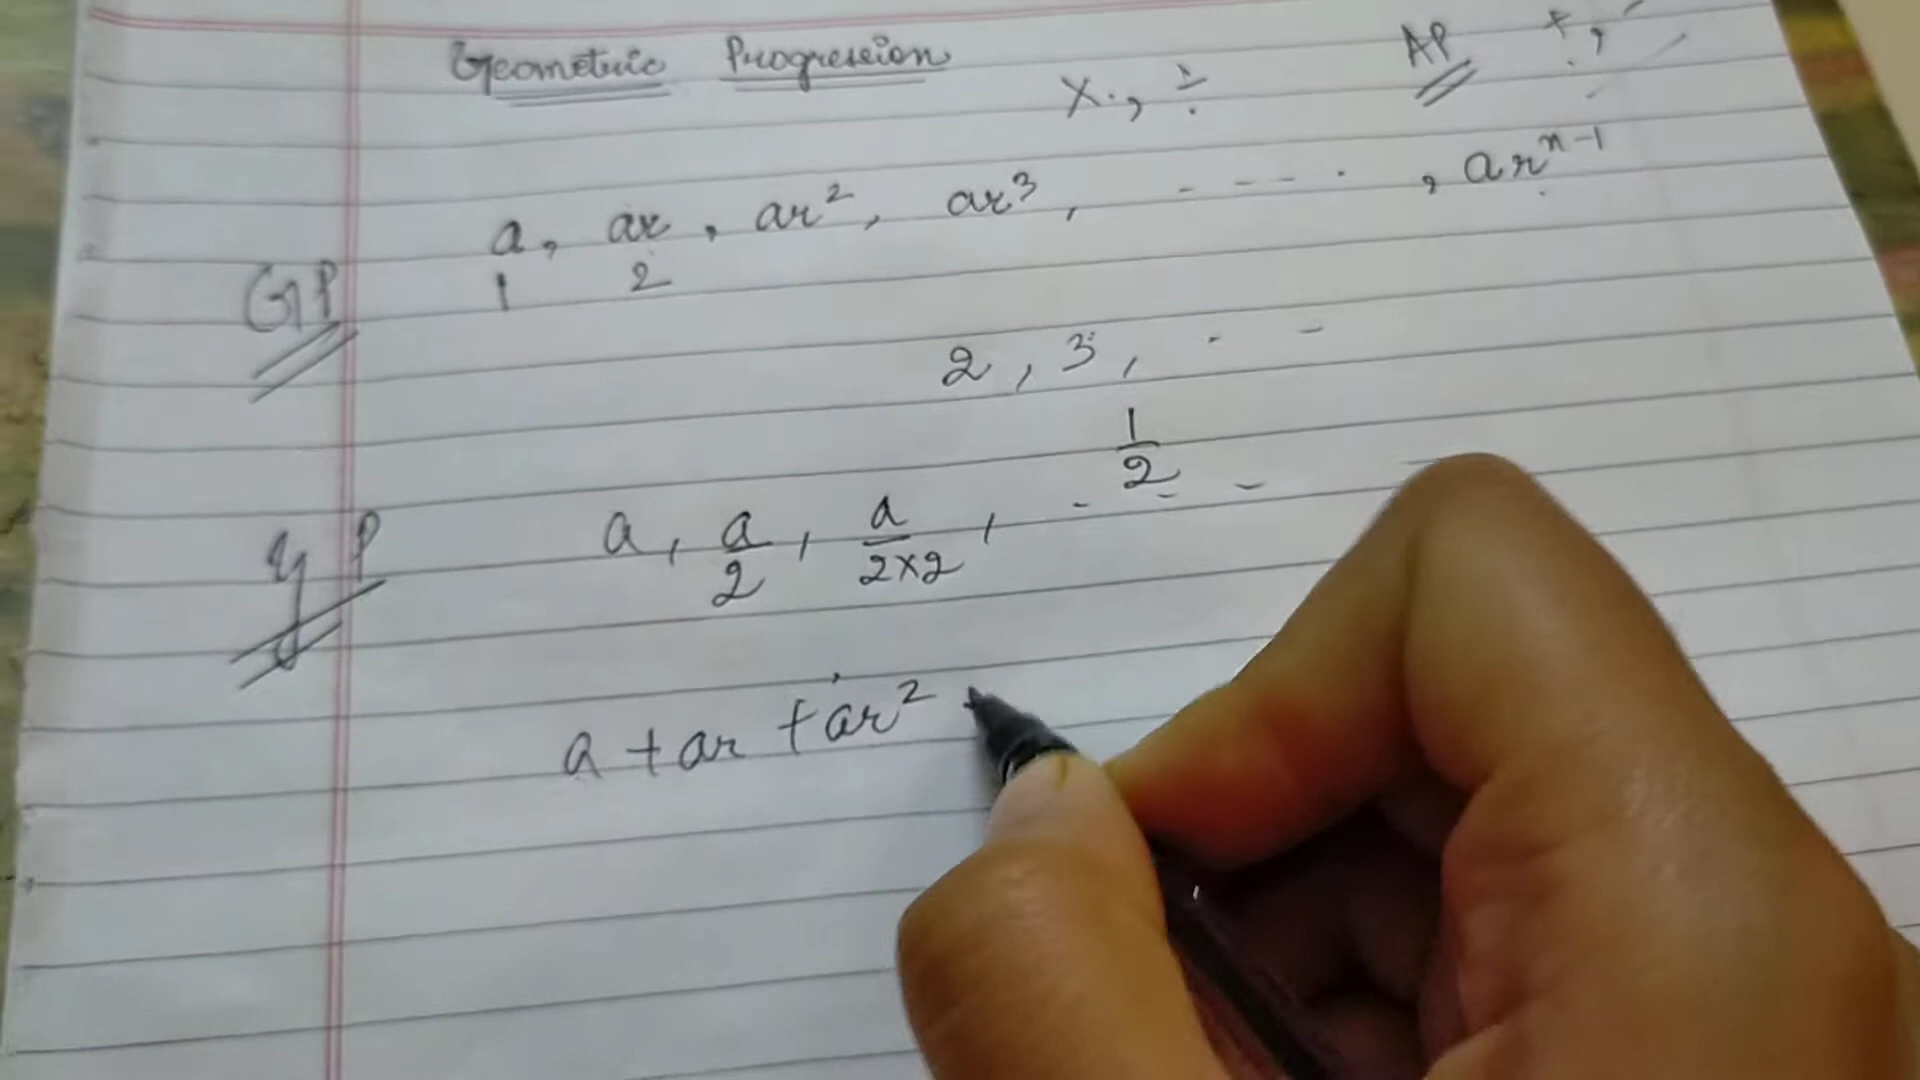 Geometric Progression
×., ÷ AP +, -
a, ar, ar², ar³, ----., arⁿ⁻¹
GP 1 2
2, 3, . -
1/2
a, a/2, a/2×2, - - -
P
a + ar + ar²